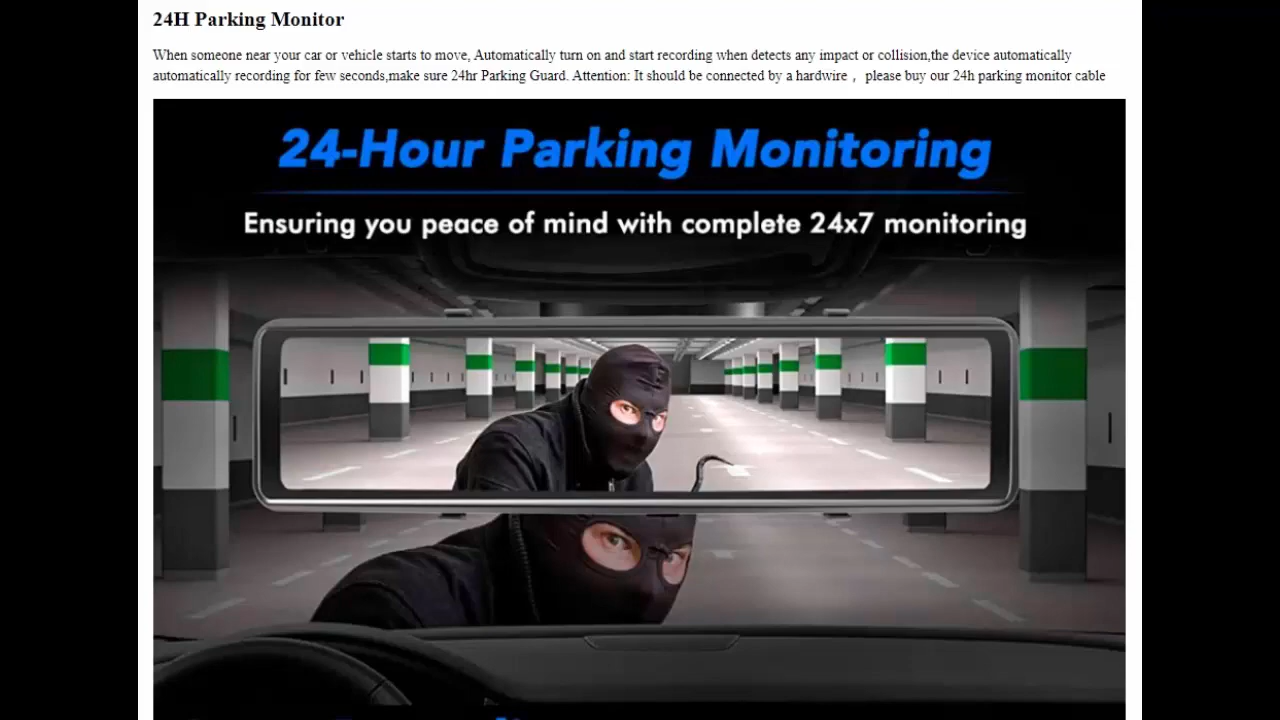 24H Parking Monitor
When someone near your car or vehicle starts to move, Automatically turn on and start recording when detects any impact or collision,the device automatically
automatically recording for few seconds,make sure 24hr Parking Guard. Attention: It should be connected by a hardwire， please buy our 24h parking monitor cable
24-Hour Parking Monitoring
Ensuring you peace of mind with complete 24x7 monitoring